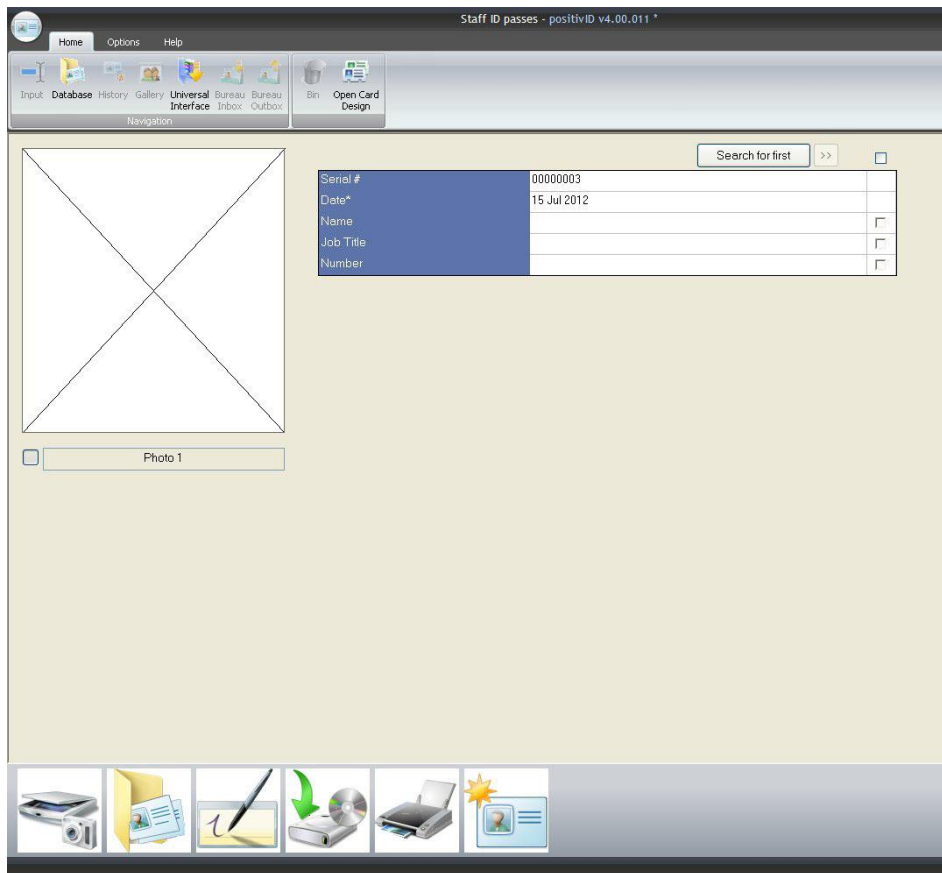 Staff ID passes - positivID v4.00.011 *
Home Options Help
Input Database History Gallery Universal Interface Bureau Inbox Bureau Outbox Bin Open Card Design
Navigation
Search for first >>
Serial # 00000003
Date* 15 Jul 2012
Name
Job Title
Number
Photo 1